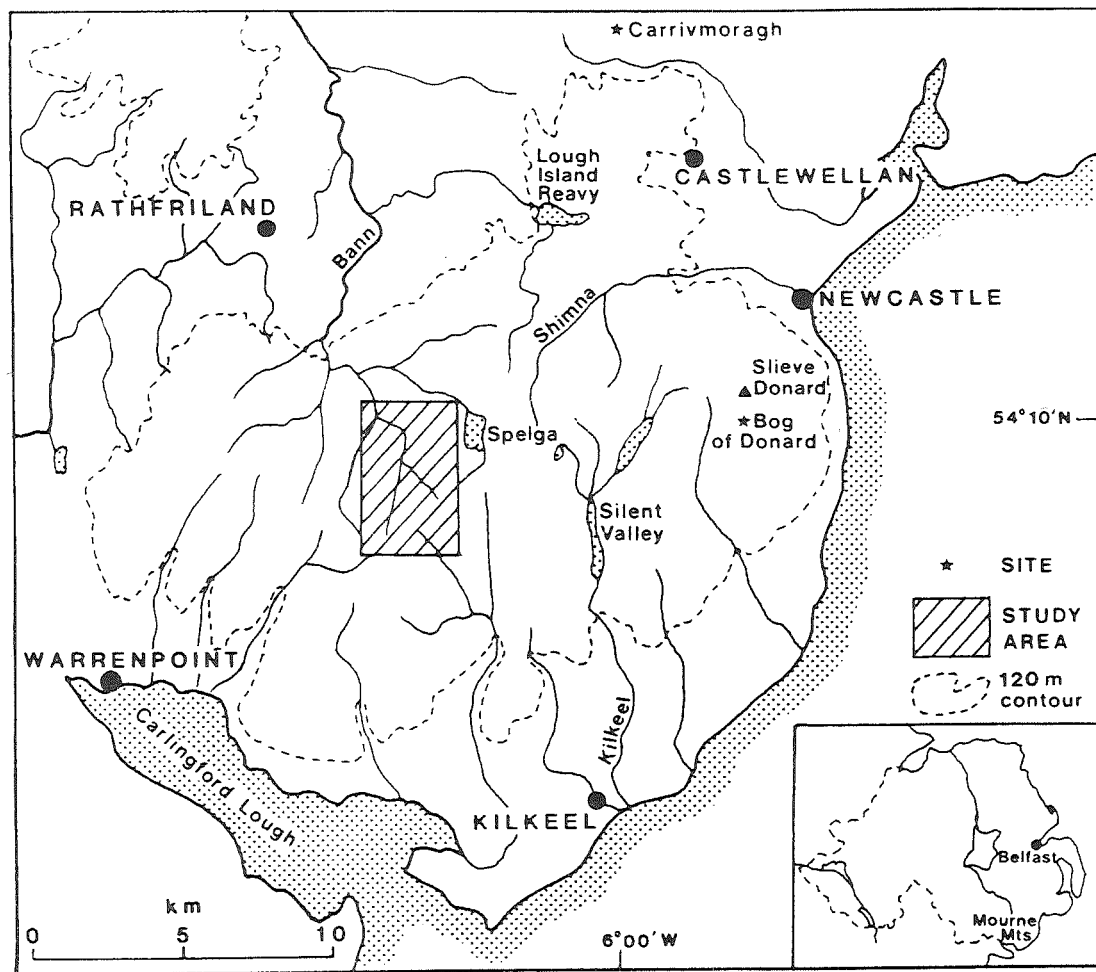 Carrivmoragh
Lough
Island
Reavy
CASTLEWELLAN
RATHFRILAND
Bann
Shimna
NEWCASTLE
Slieve
Donard
Bog
of Donard
54°10'N
Spelga
Silent
Valley
SITE
STUDY
AREA
120 m
contour
WARRENPOINT
Carlingford Lough
Kilkeel
KILKEEL
km
0 5 10
6°00'W
Belfast
Mourne
Mts